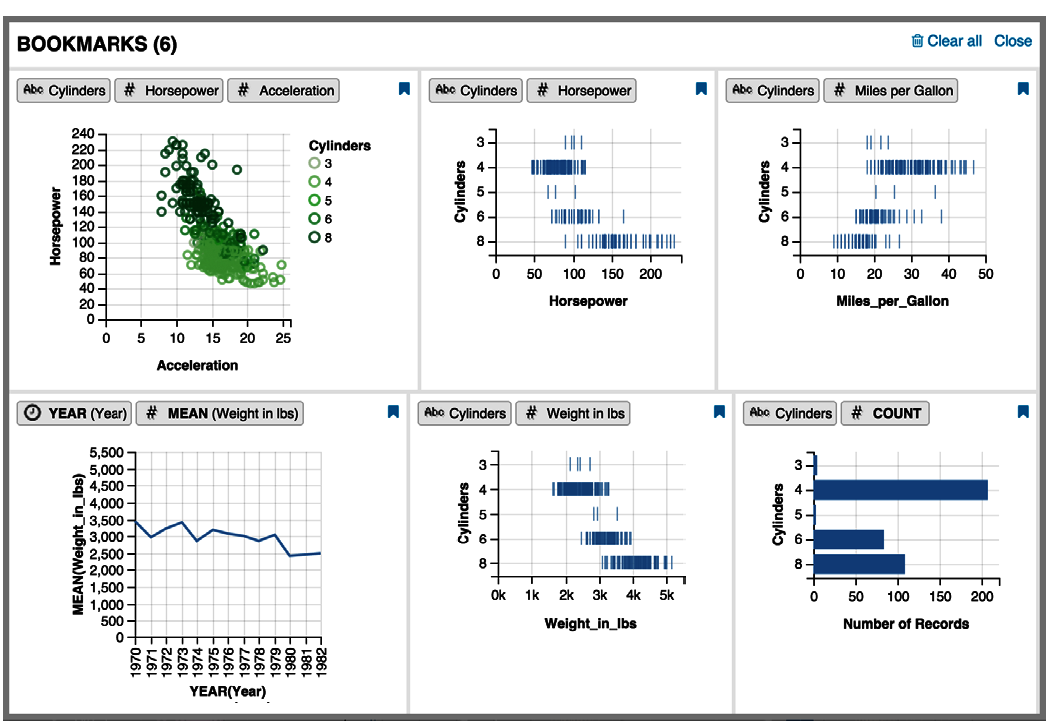 BOOKMARKS (6)
Clear all Close
Abc Cylinders # Horsepower # Acceleration
240
220
200
180
160
140
120
100
80
60
40
20
0
Horsepower
0 5 10 15 20 25
Acceleration
Cylinders
3
4
5
6
8
Abc Cylinders # Horsepower
Cylinders
3
4
5
6
8
0 50 100 150 200
Horsepower
Abc Cylinders # Miles per Gallon
Cylinders
3
4
5
6
8
0 10 20 30 40 50
Miles_per_Gallon
YEAR (Year) # MEAN (Weight in lbs)
5,500
5,000
4,500
4,000
3,500
3,000
2,500
2,000
1,500
1,000
500
0
MEAN(Weight_in_lbs)
1970 1971 1972 1973 1974 1975 1976 1977 1978 1979 1980 1981 1982
YEAR(Year)
Abc Cylinders # Weight in lbs
Cylinders
3
4
5
6
8
0k 1k 2k 3k 4k 5k
Weight_in_lbs
Abc Cylinders # COUNT
Cylinders
3
4
5
6
8
0 50 100 150 200
Number of Records